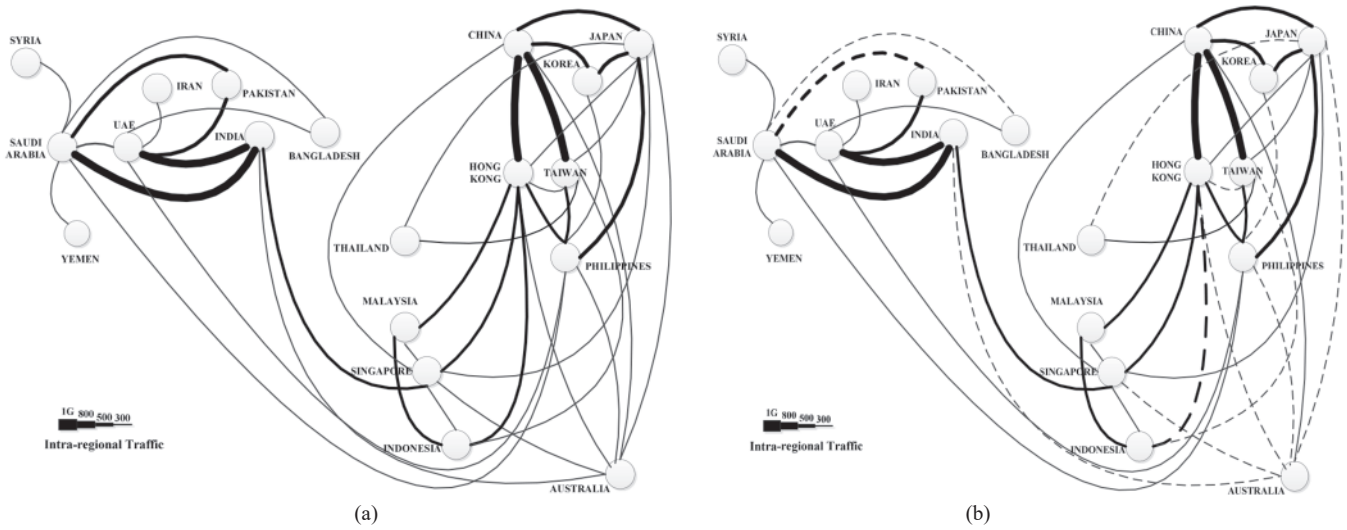 SYRIA
SAUDI
ARABIA
YEMEN
UAE
IRAN
PAKISTAN
INDIA
BANGLADESH
CHINA
JAPAN
KOREA
HONG
KONG
TAIWAN
THAILAND
PHILIPPINES
MALAYSIA
SINGAPORE
INDONESIA
AUSTRALIA
1G 800 500 300
Intra-regional Traffic
(a)
SYRIA
SAUDI
ARABIA
YEMEN
UAE
IRAN
PAKISTAN
INDIA
BANGLADESH
CHINA
JAPAN
KOREA
HONG
KONG
TAIWAN
THAILAND
PHILIPPINES
MALAYSIA
SINGAPORE
INDONESIA
AUSTRALIA
1G 800 500 300
Intra-regional Traffic
(b)